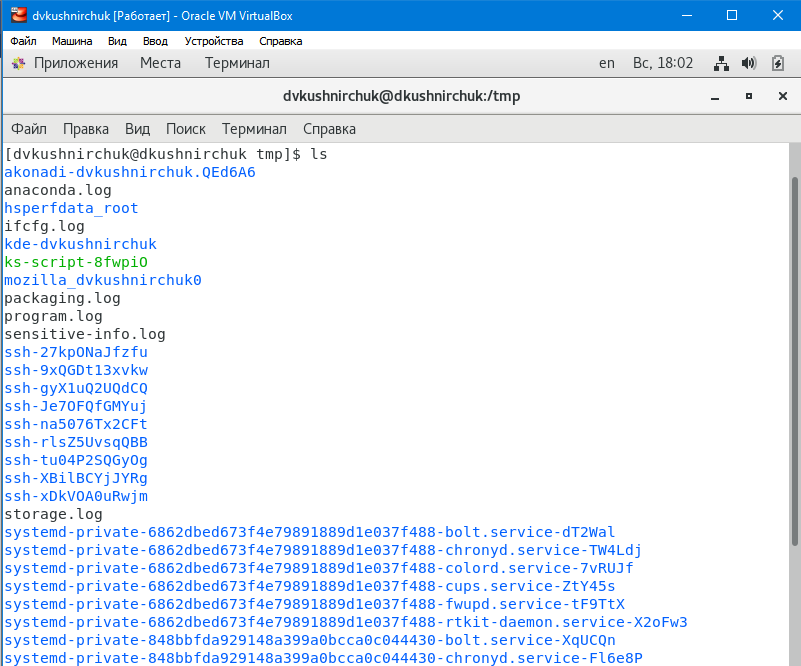 dvkushnirchuk [Работает] - Oracle VM VirtualBox
Файл Машина Вид Ввод Устройства Справка
Приложения Места Терминал en Вс, 18:02
dvkushnirchuk@dkushnirchuk:/tmp
Файл Правка Вид Поиск Терминал Справка
[dvkushnirchuk@dkushnirchuk tmp]$ ls
akonadi-dvkushnirchuk.QEd6A6
anaconda.log
hsperfdata_root
ifcfg.log
kde-dvkushnirchuk
ks-script-8fwpiO
mozilla_dvkushnirchuk0
packaging.log
program.log
sensitive-info.log
ssh-27kpONaJfzfu
ssh-9xQGDt13xvkw
ssh-gyX1uQ2UQdCQ
ssh-Je7OFQfGMYuj
ssh-na5076Tx2CFt
ssh-rlsZ5UvsqQBB
ssh-tu04P2SQGyOg
ssh-XBilBCYjJYRg
ssh-xDkVOA0uRwjm
storage.log
systemd-private-6862dbed673f4e79891889d1e037f488-bolt.service-dT2Wal
systemd-private-6862dbed673f4e79891889d1e037f488-chronyd.service-TW4Ldj
systemd-private-6862dbed673f4e79891889d1e037f488-colord.service-7vRUJf
systemd-private-6862dbed673f4e79891889d1e037f488-cups.service-ZtY45s
systemd-private-6862dbed673f4e79891889d1e037f488-fwupd.service-tF9TtX
systemd-private-6862dbed673f4e79891889d1e037f488-rtkit-daemon.service-X2oFw3
systemd-private-848bbfda929148a399a0bcca0c044430-bolt.service-XqUCQn
systemd-private-848bbfda929148a399a0bcca0c044430-chronyd.service-Fl6e8P